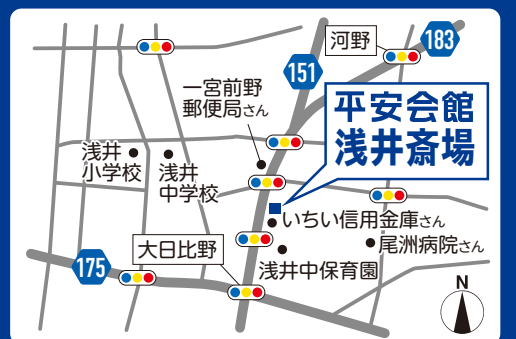 河野
183
151
一宮前野
郵便局さん
平安会館
浅井斎場
浅井
小学校
浅井
中学校
いちい信用金庫さん
尾洲病院さん
大日比野
浅井中保育園
175
N